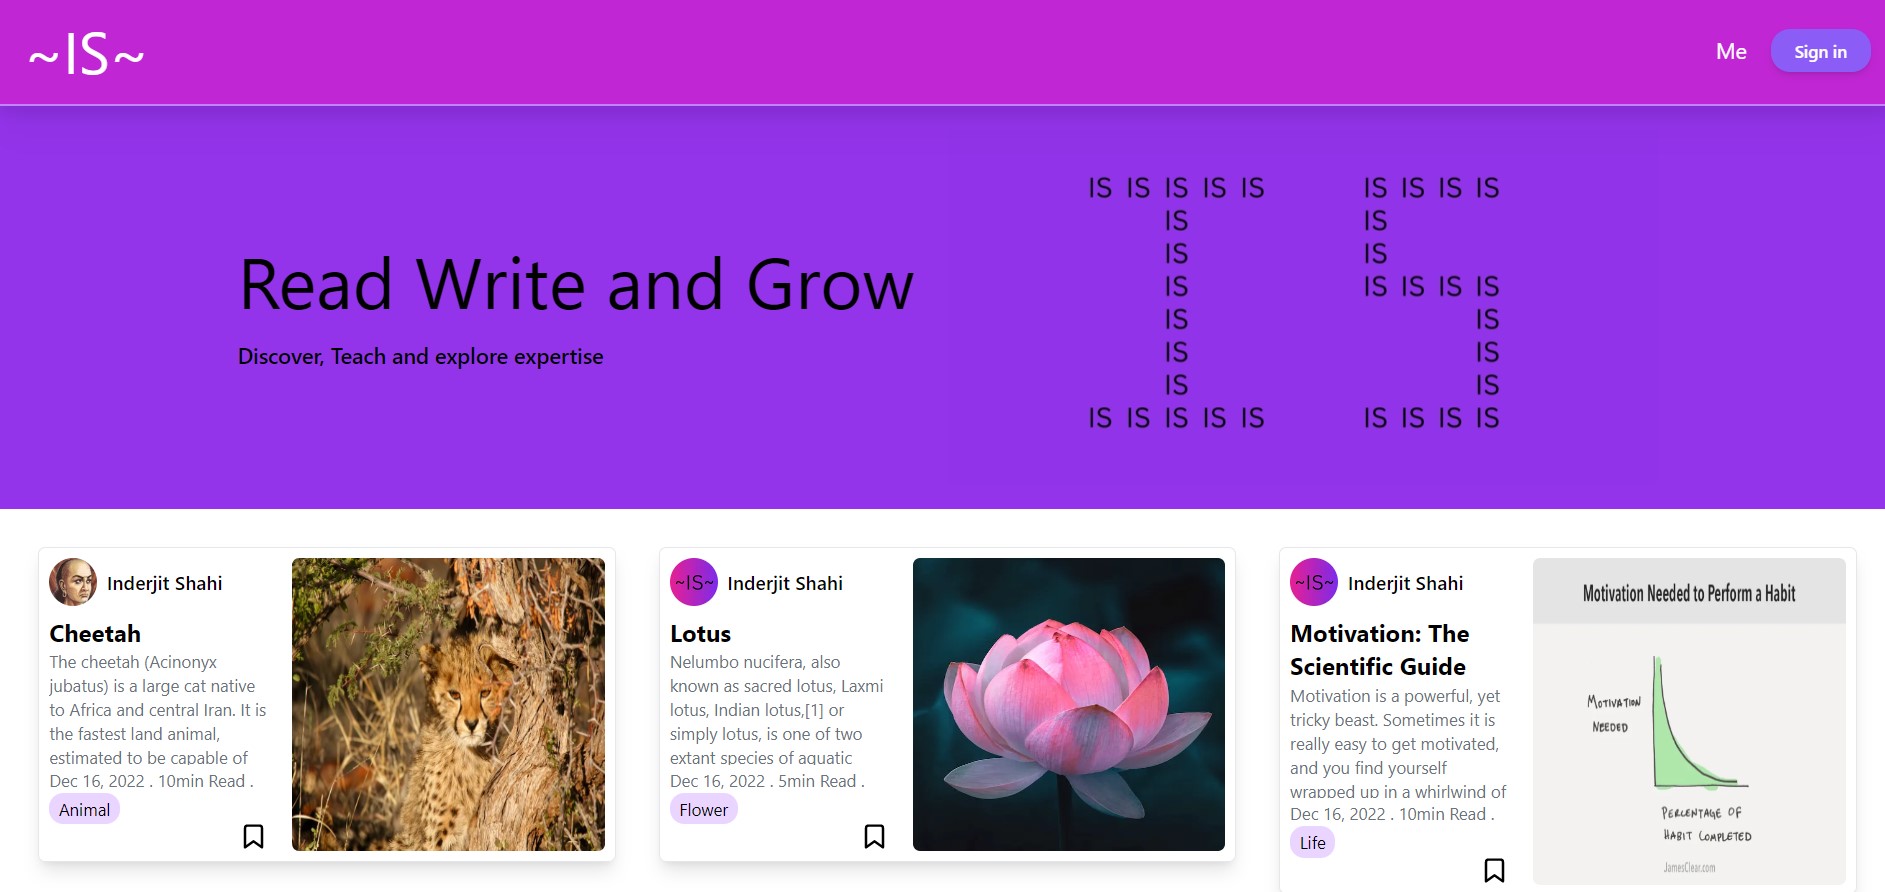 ~IS~
Me
Sign in
Read Write and Grow
Discover, Teach and explore expertise
IS IS IS IS IS IS IS IS IS
IS IS
IS IS
IS IS IS IS IS
IS IS
IS IS
IS IS
IS IS IS IS IS IS IS IS IS
Inderjit Shahi
Cheetah
The cheetah (Acinonyx
jubatus) is a large cat native
to Africa and central Iran. It is
the fastest land animal,
estimated to be capable of
Dec 16, 2022 . 10min Read .
Animal
~IS~ Inderjit Shahi
Lotus
Nelumbo nucifera, also
known as sacred lotus, Laxmi
lotus, Indian lotus,[1] or
simply lotus, is one of two
extant species of aquatic
Dec 16, 2022 . 5min Read .
Flower
~IS~ Inderjit Shahi
Motivation: The
Scientific Guide
Motivation is a powerful, yet
tricky beast. Sometimes it is
really easy to get motivated,
and you find yourself
wrapped up in a whirlwind of
Dec 16, 2022 . 10min Read .
Life
Motivation Needed to Perform a Habit
MOTIVATION
NEEDED
PERCENTAGE OF
HABIT COMPLETED
JamesClear.com